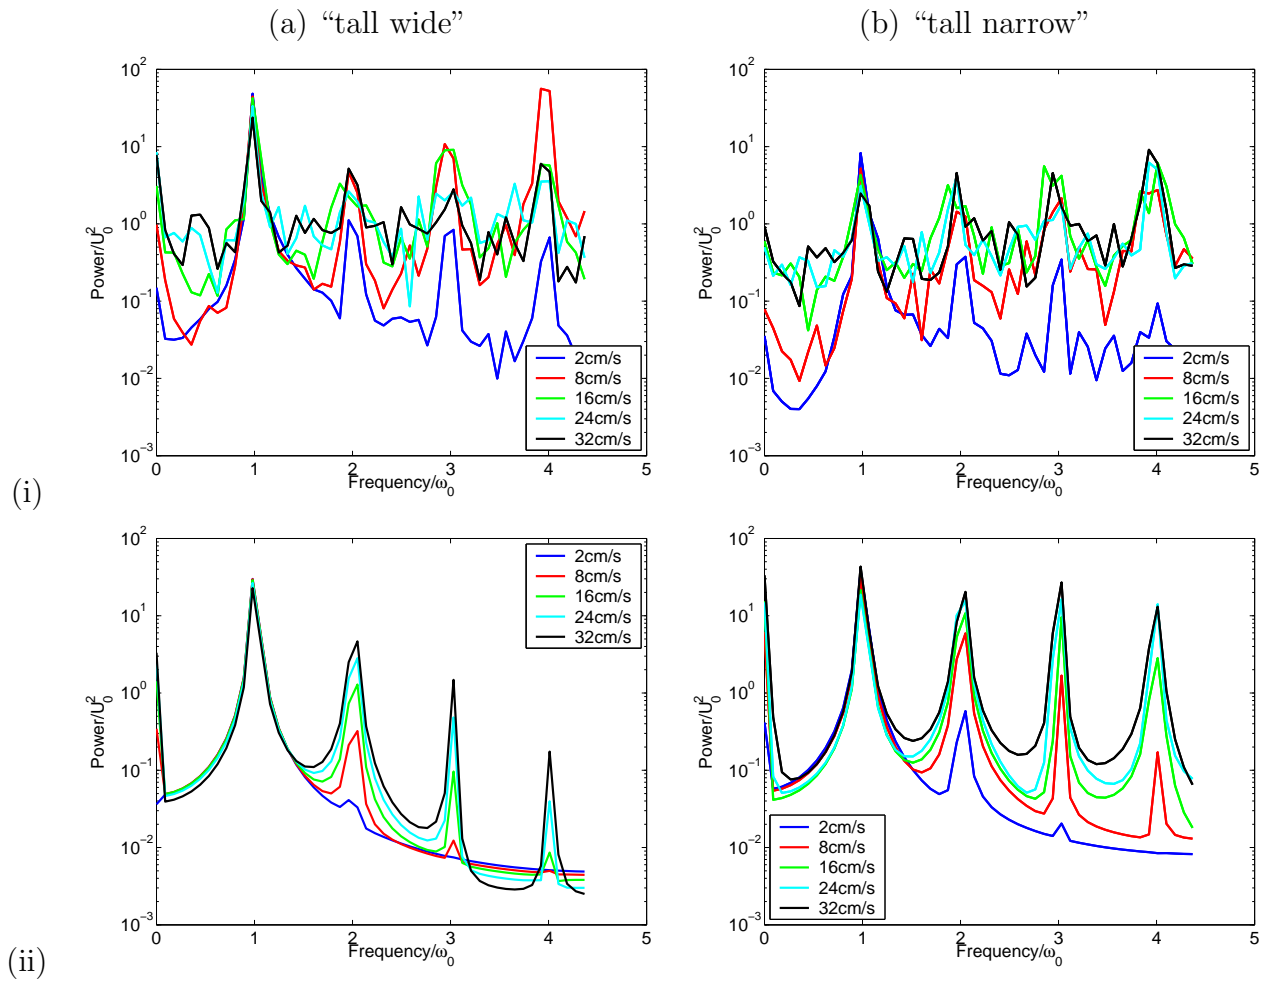 (a) “tall wide”
(b) “tall narrow”
10^2
10^1
10^0
10^−1
10^−2
10^−3
Power/U_0^2
0 1 2 3 4 5
Frequency/ω_0
2cm/s
8cm/s
16cm/s
24cm/s
32cm/s
10^2
10^1
10^0
10^−1
10^−2
10^−3
Power/U_0^2
0 1 2 3 4 5
Frequency/ω_0
2cm/s
8cm/s
16cm/s
24cm/s
32cm/s
(i)
10^2
10^1
10^0
10^−1
10^−2
10^−3
Power/U_0^2
0 1 2 3 4 5
Frequency/ω_0
2cm/s
8cm/s
16cm/s
24cm/s
32cm/s
10^2
10^1
10^0
10^−1
10^−2
10^−3
Power/U_0^2
0 1 2 3 4 5
Frequency/ω_0
2cm/s
8cm/s
16cm/s
24cm/s
32cm/s
(ii)